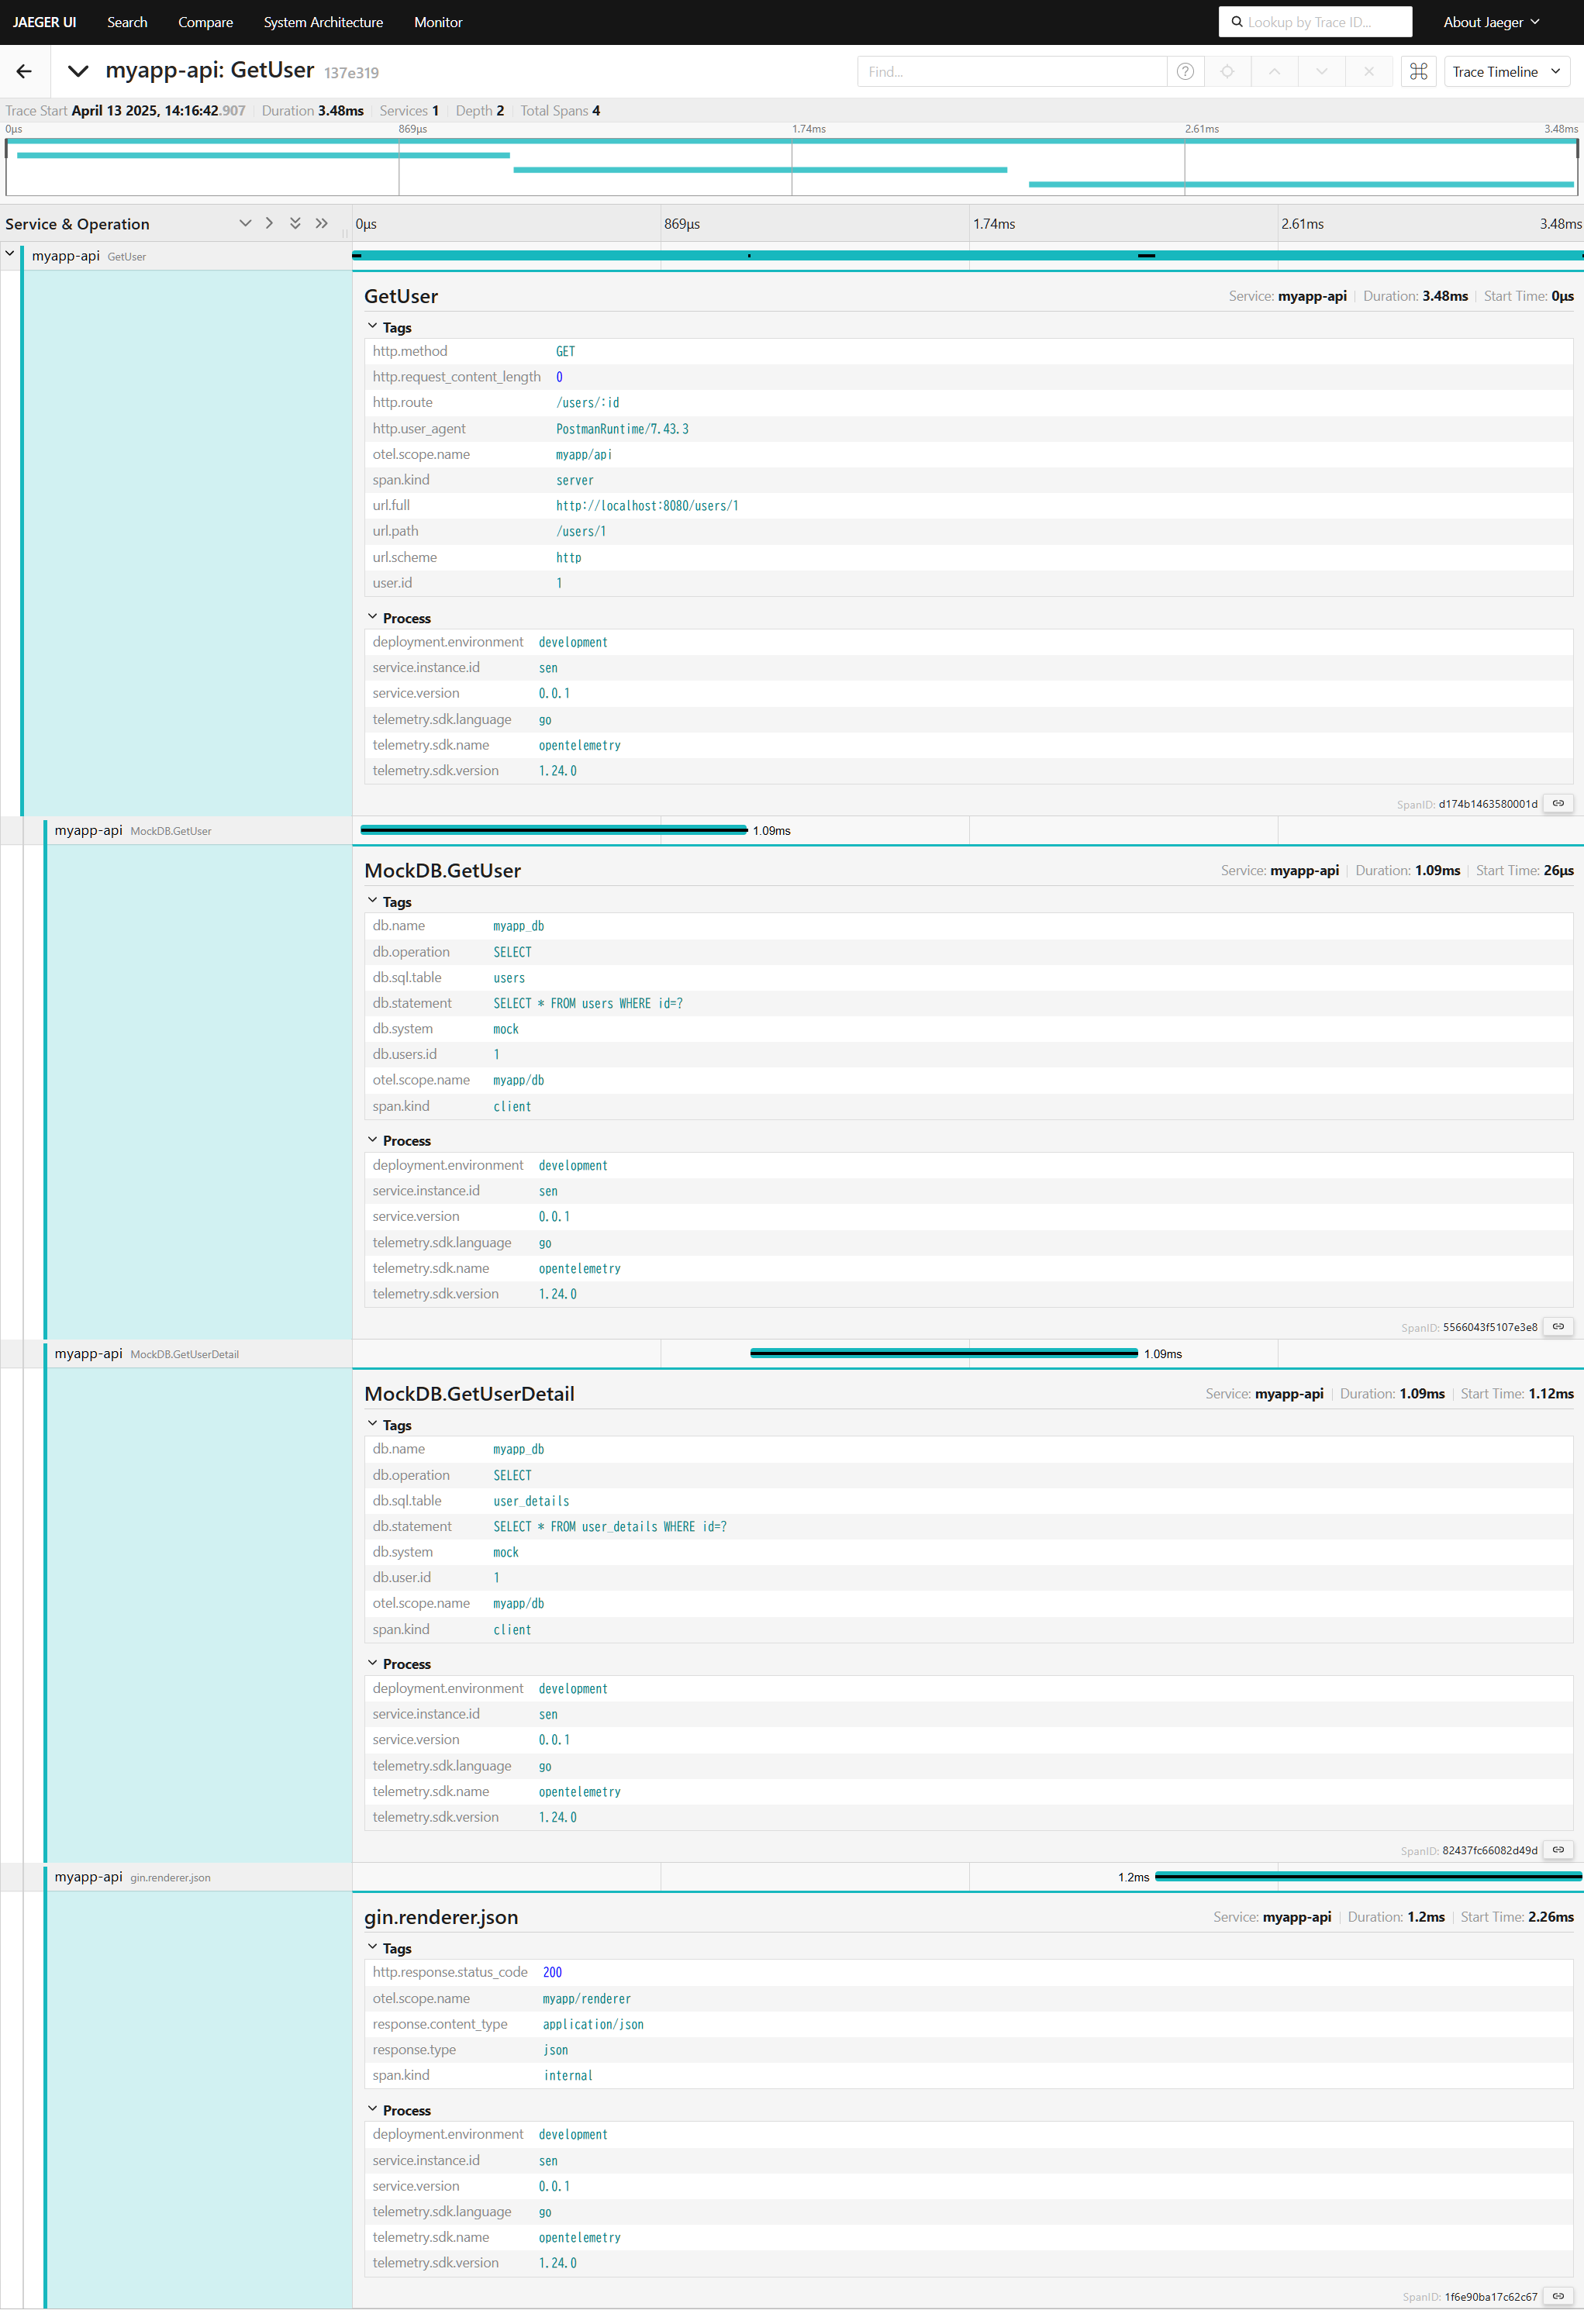 JAEGER UI Search Compare System Architecture Monitor Lookup by Trace ID... About Jaeger
myapp-api: GetUser 137e319 Find... Trace Timeline
Trace Start April 13 2025, 14:16:42.907 Duration 3.48ms Services 1 Depth 2 Total Spans 4
0μs 869μs 1.74ms 2.61ms 3.48ms
Service & Operation 0μs 869μs 1.74ms 2.61ms 3.48ms
myapp-api GetUser
GetUser Service: myapp-api Duration: 3.48ms Start Time: 0μs
Tags
http.method GET
http.request_content_length 0
http.route /users/:id
http.user_agent PostmanRuntime/7.43.3
otel.scope.name myapp/api
span.kind server
url.full http://localhost:8080/users/1
url.path /users/1
url.scheme http
user.id 1
Process
deployment.environment development
service.instance.id sen
service.version 0.0.1
telemetry.sdk.language go
telemetry.sdk.name opentelemetry
telemetry.sdk.version 1.24.0
SpanID: d174b1463580001d
myapp-api MockDB.GetUser 1.09ms
MockDB.GetUser Service: myapp-api Duration: 1.09ms Start Time: 26μs
Tags
db.name myapp_db
db.operation SELECT
db.sql.table users
db.statement SELECT * FROM users WHERE id=?
db.system mock
db.users.id 1
otel.scope.name myapp/db
span.kind client
Process
deployment.environment development
service.instance.id sen
service.version 0.0.1
telemetry.sdk.language go
telemetry.sdk.name opentelemetry
telemetry.sdk.version 1.24.0
SpanID: 5566043f5107e3e8
myapp-api MockDB.GetUserDetail 1.09ms
MockDB.GetUserDetail Service: myapp-api Duration: 1.09ms Start Time: 1.12ms
Tags
db.name myapp_db
db.operation SELECT
db.sql.table user_details
db.statement SELECT * FROM user_details WHERE id=?
db.system mock
db.user.id 1
otel.scope.name myapp/db
span.kind client
Process
deployment.environment development
service.instance.id sen
service.version 0.0.1
telemetry.sdk.language go
telemetry.sdk.name opentelemetry
telemetry.sdk.version 1.24.0
SpanID: 82437fc66082d49d
myapp-api gin.renderer.json 1.2ms
gin.renderer.json Service: myapp-api Duration: 1.2ms Start Time: 2.26ms
Tags
http.response.status_code 200
otel.scope.name myapp/renderer
response.content_type application/json
response.type json
span.kind internal
Process
deployment.environment development
service.instance.id sen
service.version 0.0.1
telemetry.sdk.language go
telemetry.sdk.name opentelemetry
telemetry.sdk.version 1.24.0
SpanID: 1f6e90ba17c62c67